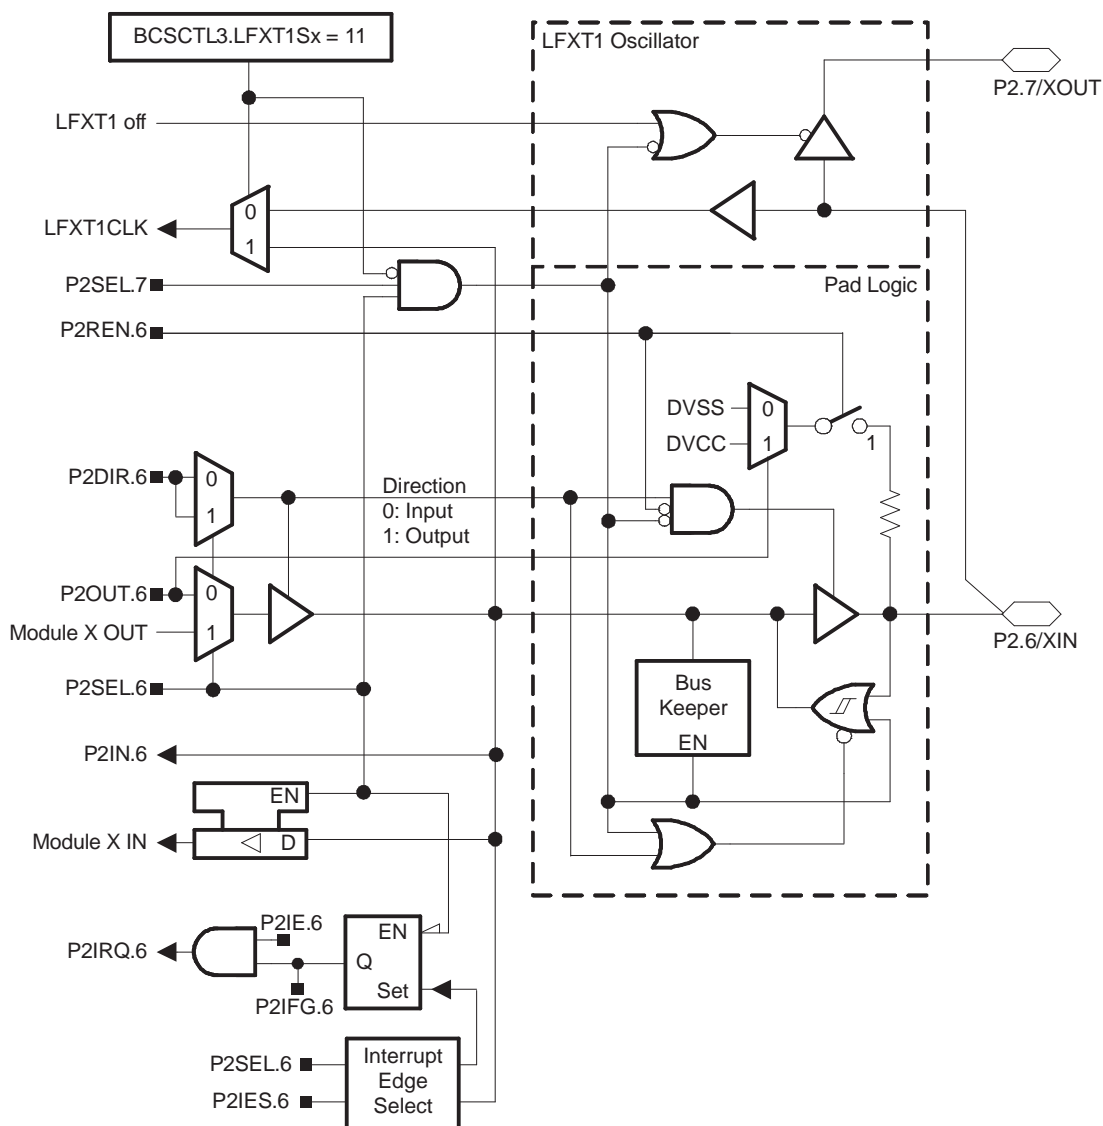 BCSCTL3.LFXT1Sx = 11
LFXT1 Oscillator
P2.7/XOUT
LFXT1 off
LFXT1CLK
0
1
P2SEL.7
Pad Logic
P2REN.6
DVSS
0
DVCC
1
1
P2DIR.6
0
1
Direction
0: Input
1: Output
P2OUT.6
0
Module X OUT
1
P2.6/XIN
P2SEL.6
Bus
Keeper
EN
P2IN.6
EN
Module X IN
D
P2IE.6
EN
P2IRQ.6
Q
Set
P2IFG.6
P2SEL.6
P2IES.6
Interrupt
Edge
Select